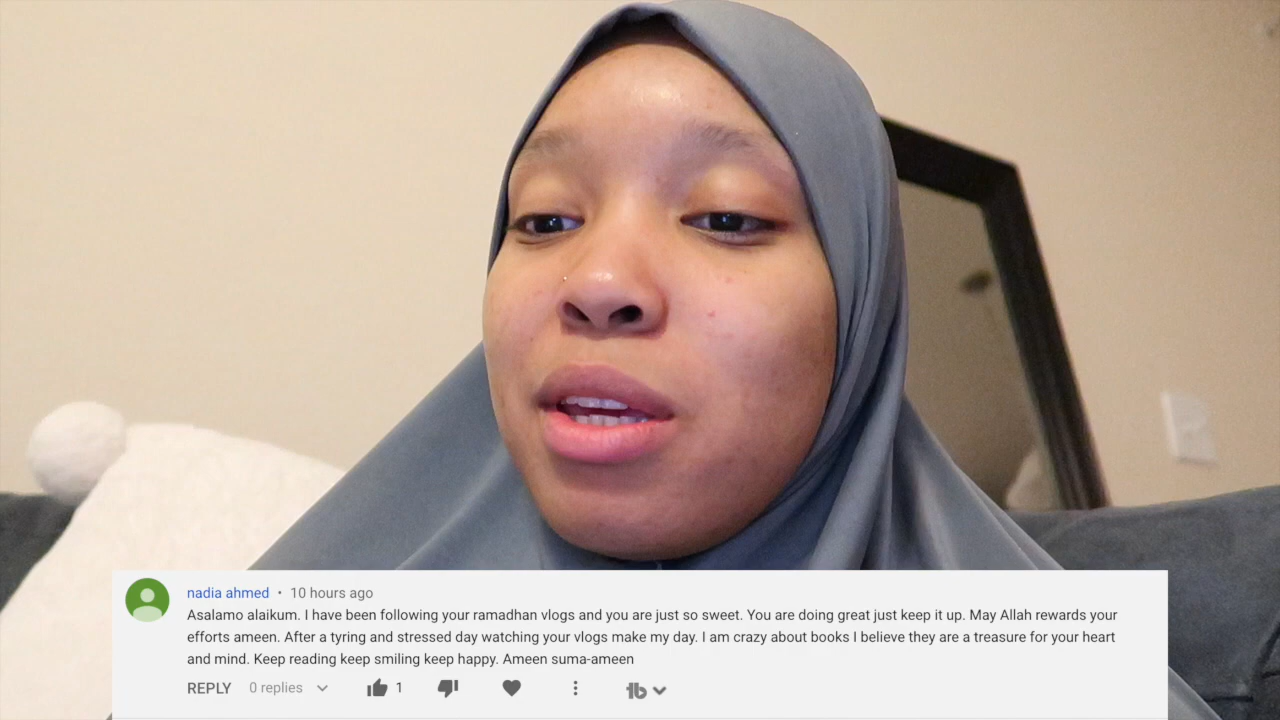 nadia ahmed • 10 hours ago
Asalamo alaikum. I have been following your ramadhan vlogs and you are just so sweet. You are doing great just keep it up. May Allah rewards your
efforts ameen. After a tyring and stressed day watching your vlogs make my day. I am crazy about books I believe they are a treasure for your heart
and mind. Keep reading keep smiling keep happy. Ameen suma-ameen
REPLY 0 replies 1